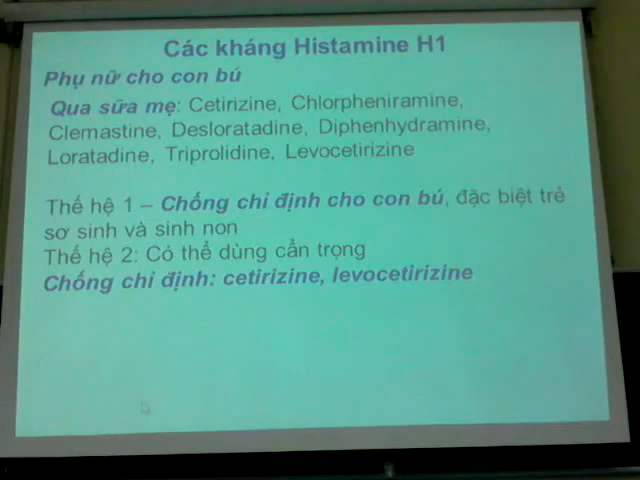 Các kháng Histamine H1
Phụ nữ cho con bú
Qua sữa mẹ: Cetirizine, Chlorpheniramine,
Clemastine, Desloratadine, Diphenhydramine,
Loratadine, Triprolidine, Levocetirizine
Thế hệ 1 – Chống chỉ định cho con bú, đặc biệt trẻ
sơ sinh và sinh non
Thế hệ 2: Có thể dùng cẩn trọng
Chống chỉ định: cetirizine, levocetirizine